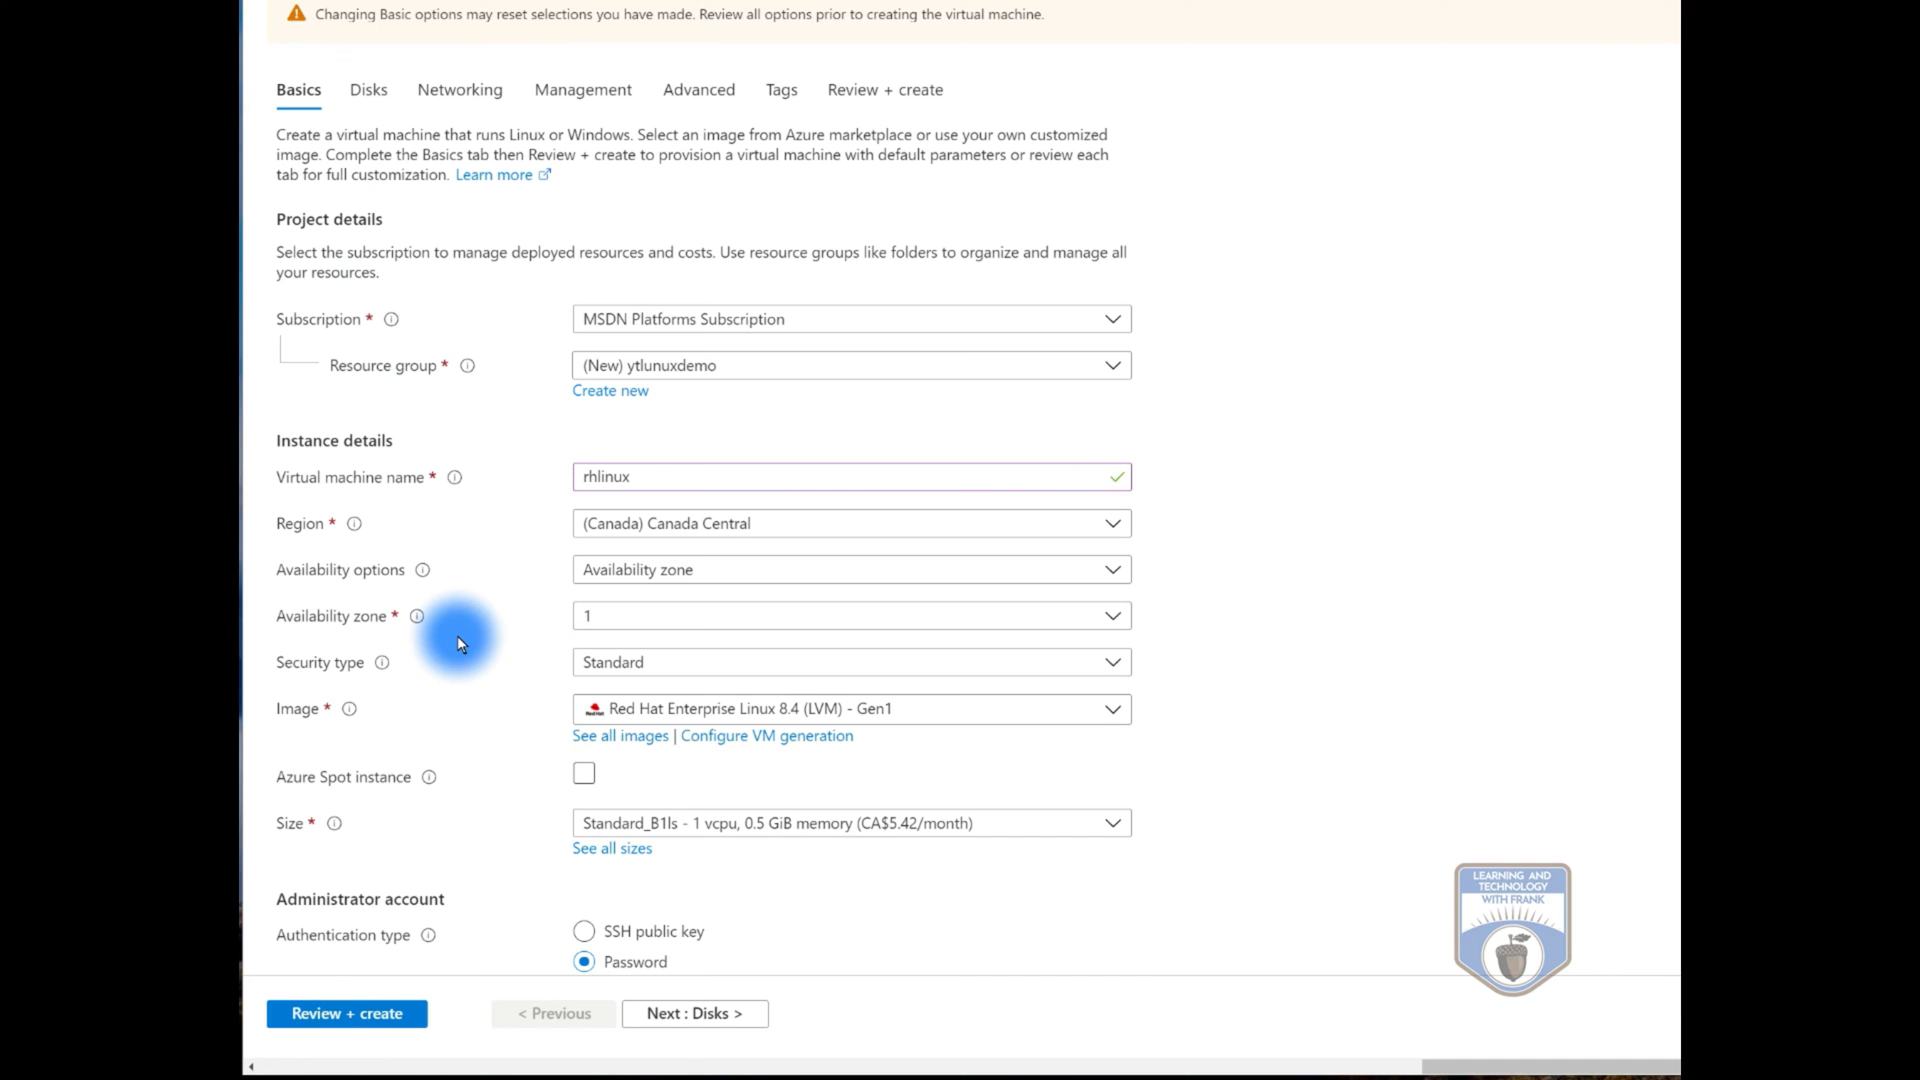 Changing Basic options may reset selections you have made. Review all options prior to creating the virtual machine.
Basics Disks Networking Management Advanced Tags Review + create
Create a virtual machine that runs Linux or Windows. Select an image from Azure marketplace or use your own customized
image. Complete the Basics tab then Review + create to provision a virtual machine with default parameters or review each
tab for full customization. Learn more
Project details
Select the subscription to manage deployed resources and costs. Use resource groups like folders to organize and manage all
your resources.
Subscription * MSDN Platforms Subscription
Resource group * (New) ytlunuxdemo
Create new
Instance details
Virtual machine name * rhlinux
Region * (Canada) Canada Central
Availability options Availability zone
Availability zone * 1
Security type Standard
Image * Red Hat Red Hat Enterprise Linux 8.4 (LVM) - Gen1
See all images | Configure VM generation
Azure Spot instance
Size * Standard_B1ls - 1 vcpu, 0.5 GiB memory (CA$5.42/month)
See all sizes
Administrator account
Authentication type SSH public key
Password
Review + create < Previous Next : Disks >
LEARNING AND
TECHNOLOGY
WITH FRANK